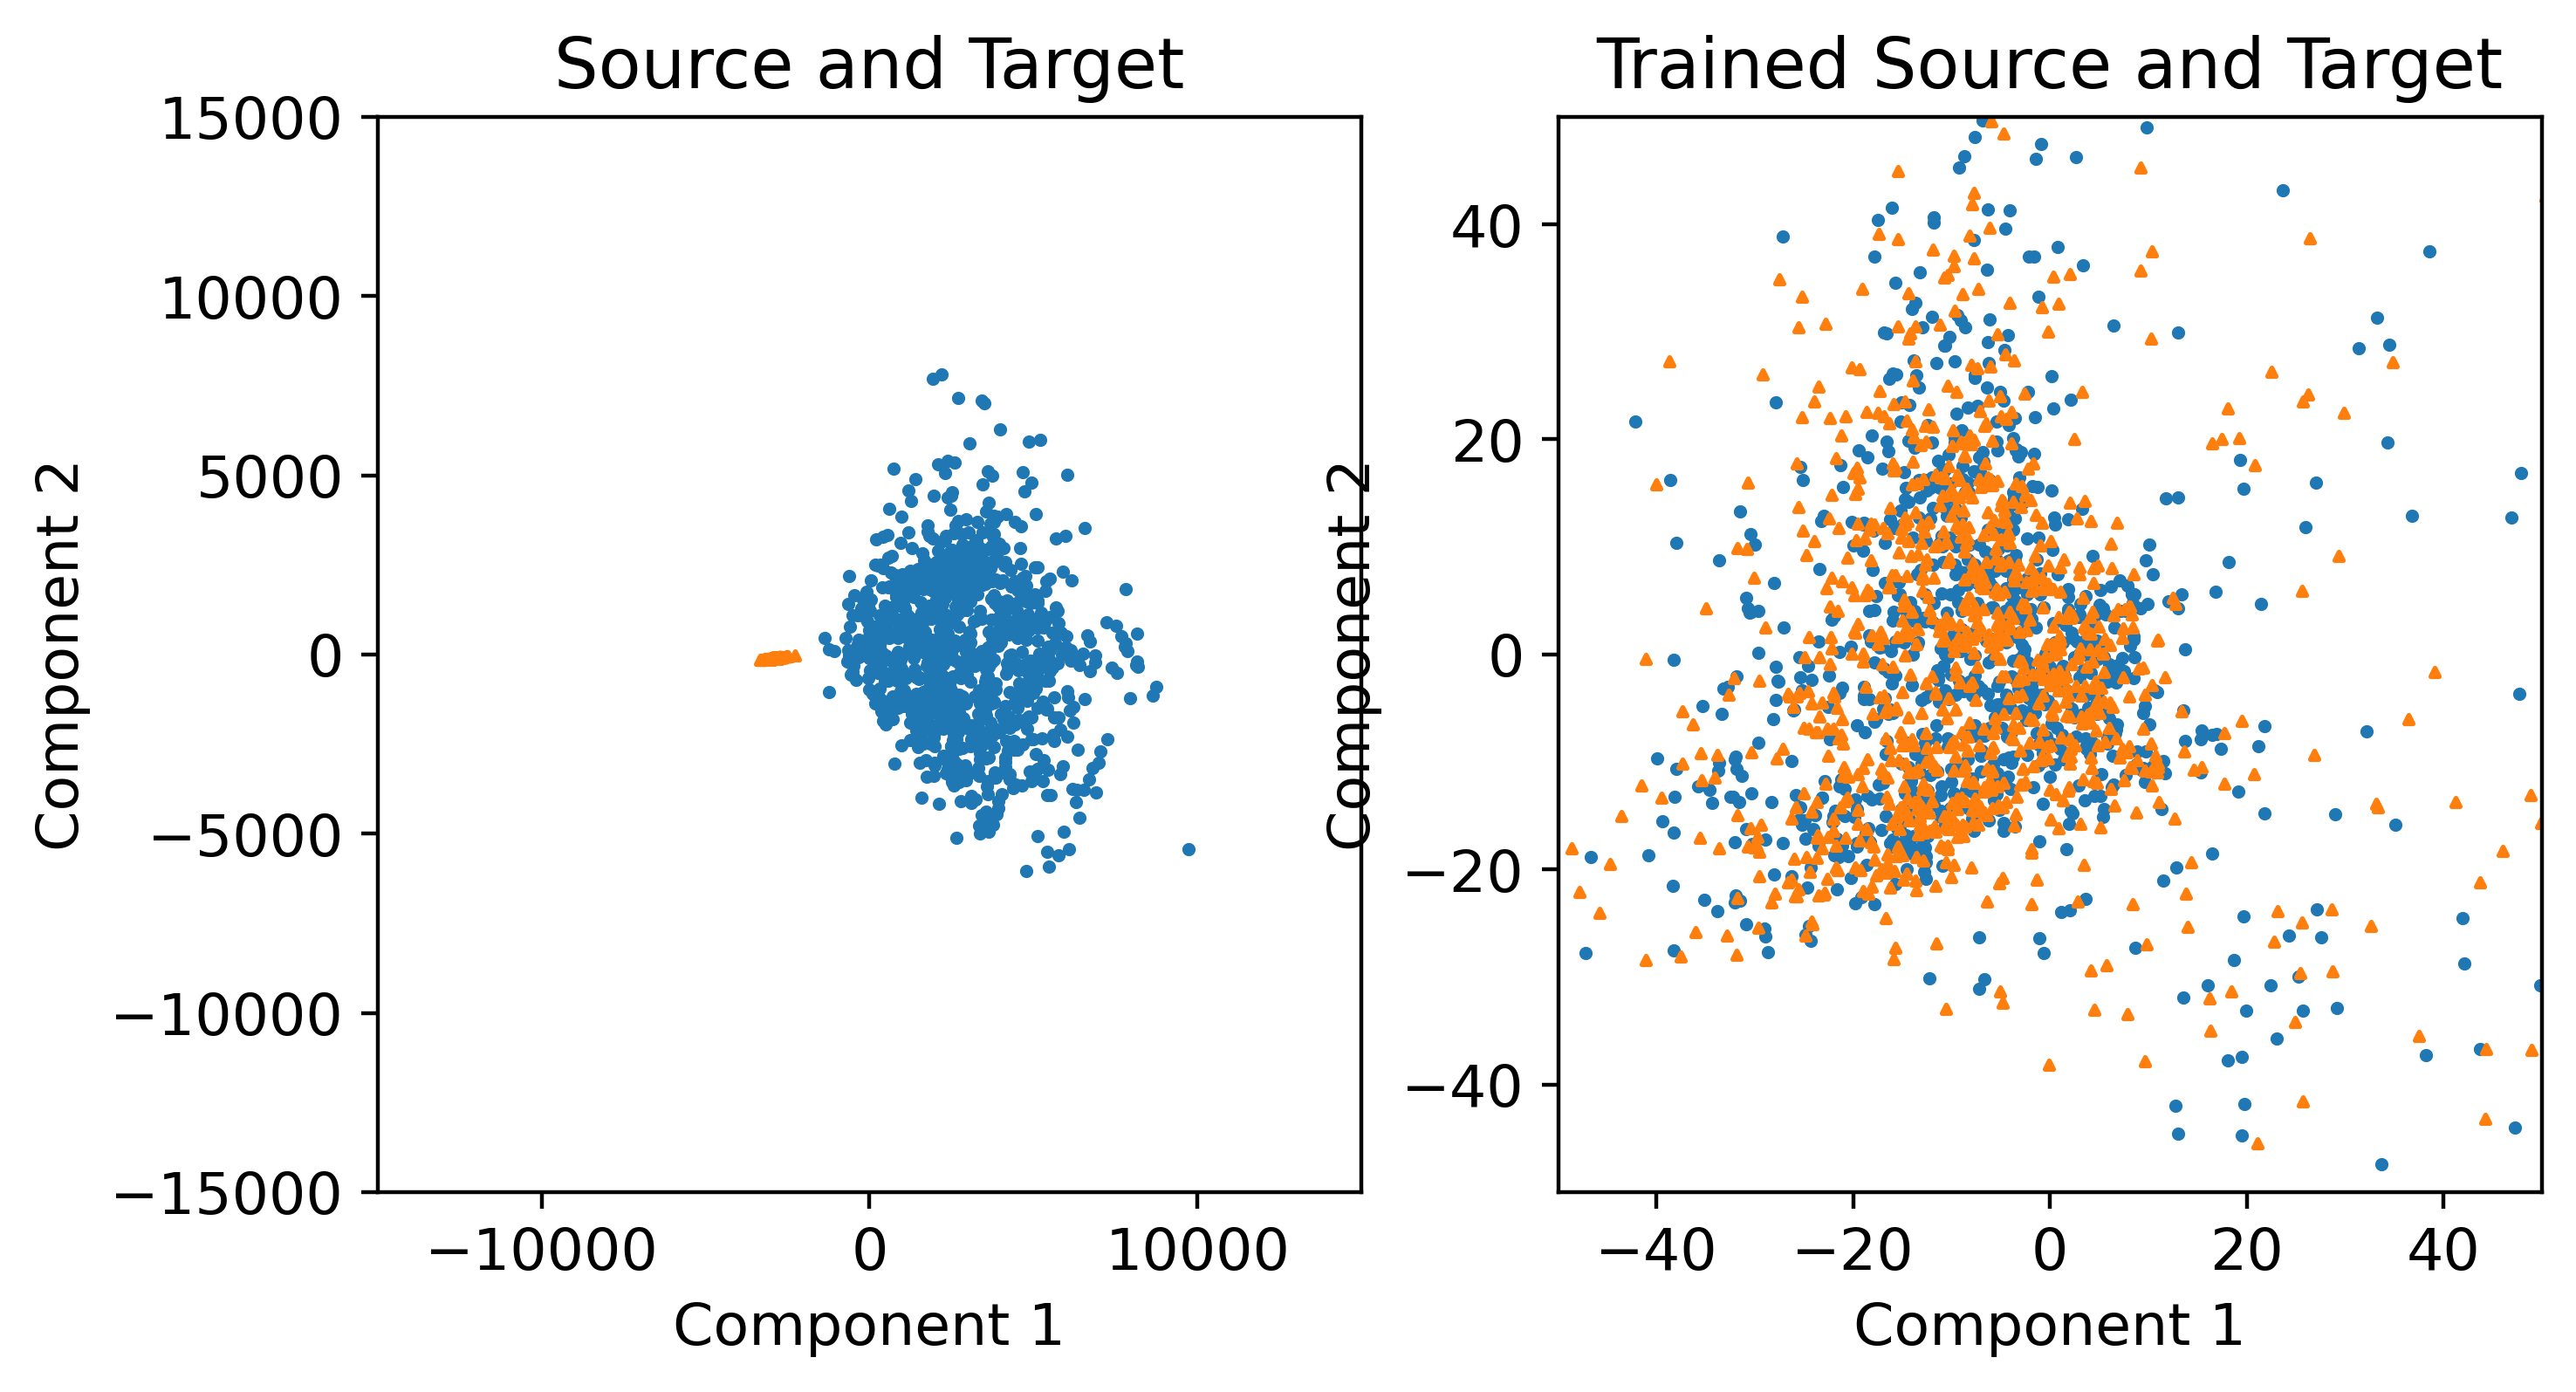 Source and Target
15000
10000
5000
0
−5000
−10000
−15000
Component 2
−10000 0 10000
Component 1
Trained Source and Target
40
20
0
−20
−40
Component 2
−40 −20 0 20 40
Component 1